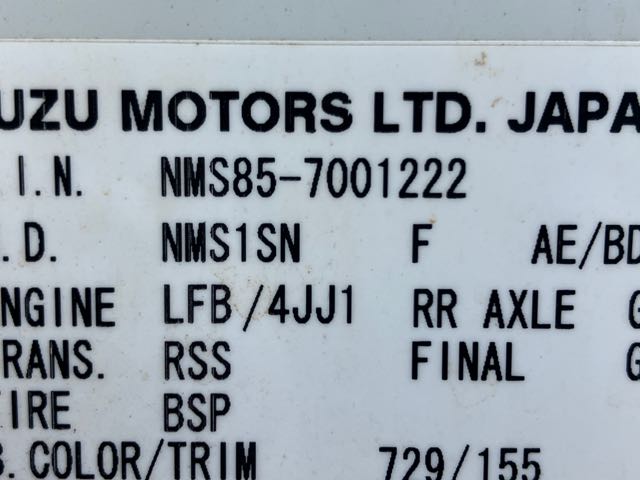 UZU MOTORS LTD. JAPA
.I.N. NMS85-7001222
.D. NMS1SN F AE/BD
NGINE LFB/4JJ1 RR AXLE G
RANS. RSS FINAL G
IRE BSP
. COLOR/TRIM 729/155